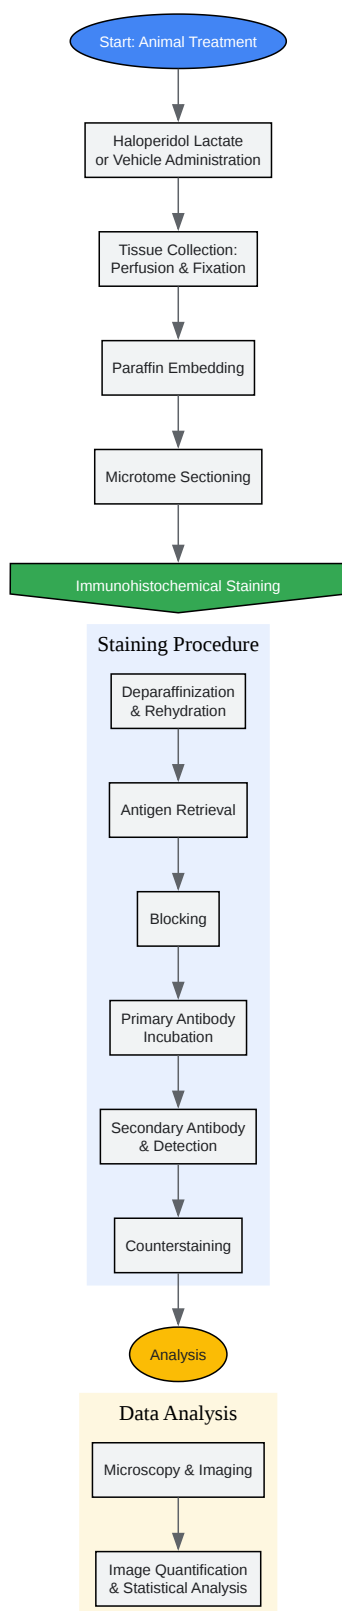 Start: Animal Treatment
Haloperidol Lactate
or Vehicle Administration
Tissue Collection:
Perfusion & Fixation
Paraffin Embedding
Microtome Sectioning
Immunohistochemical Staining
Staining Procedure
Deparaffinization
& Rehydration
Antigen Retrieval
Blocking
Primary Antibody
Incubation
Secondary Antibody
& Detection
Counterstaining
Analysis
Data Analysis
Microscopy & Imaging
Image Quantification
& Statistical Analysis